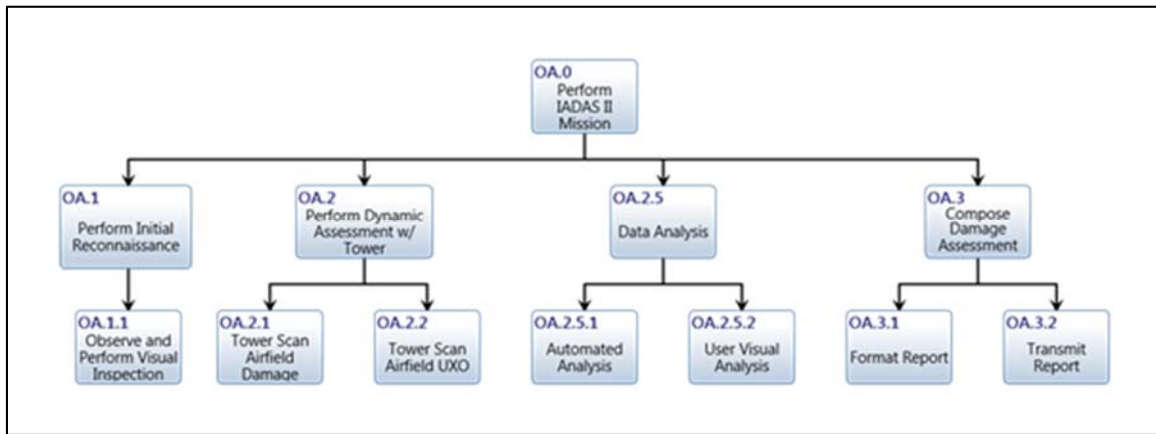 OA.0
Perform
IADAS II
Mission
OA.1
Perform Initial
Reconnaissance
OA.2
Perform Dynamic
Assessment w/
Tower
OA.2.5
Data Analysis
OA.3
Compose
Damage
Assessment
OA.1.1
Observe and
Perform Visual
Inspection
OA.2.1
Tower Scan
Airfield
Damage
OA.2.2
Tower Scan
Airfield UXO
OA.2.5.1
Automated
Analysis
OA.2.5.2
User Visual
Analysis
OA.3.1
Format Report
OA.3.2
Transmit
Report